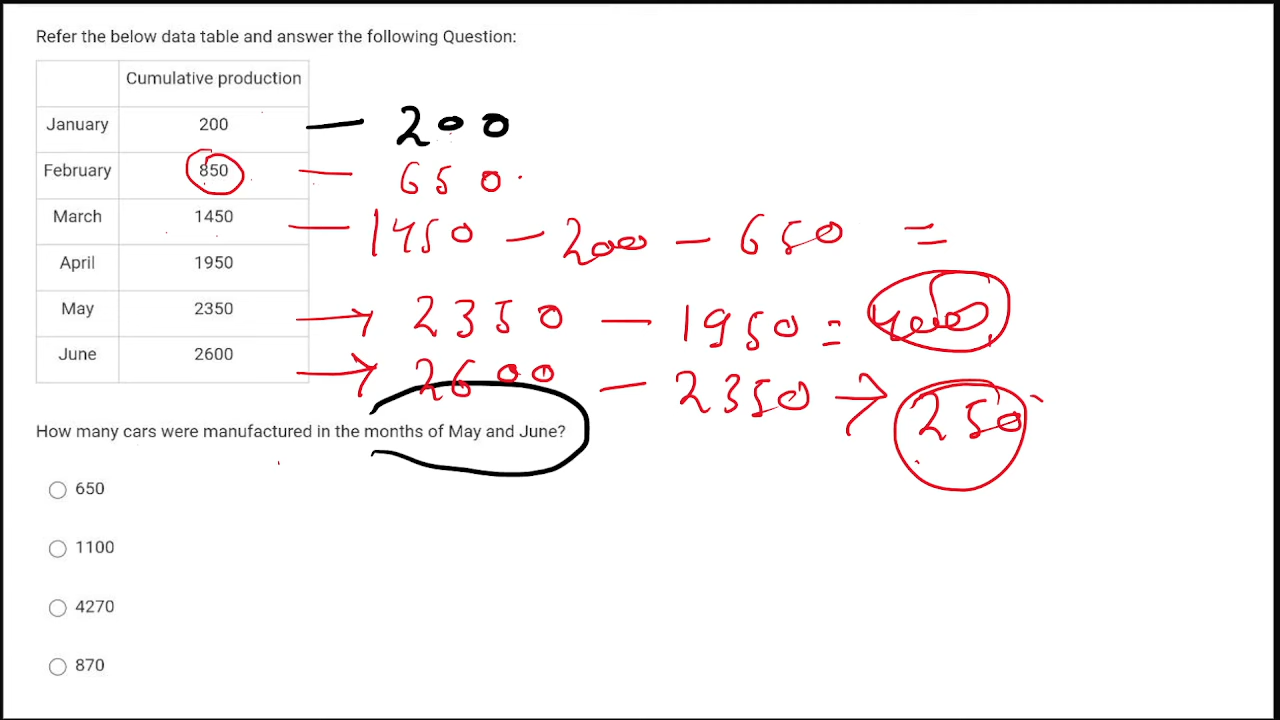 Refer the below data table and answer the following Question:
Cumulative production
January 200 — 200
February 850 — 650
March 1450 — 1450 - 200 - 650 =
April 1950
May 2350 → 2350 - 1950 = 400
June 2600 → 2600 - 2350 → 250
How many cars were manufactured in the months of May and June?
650
1100
4270
870